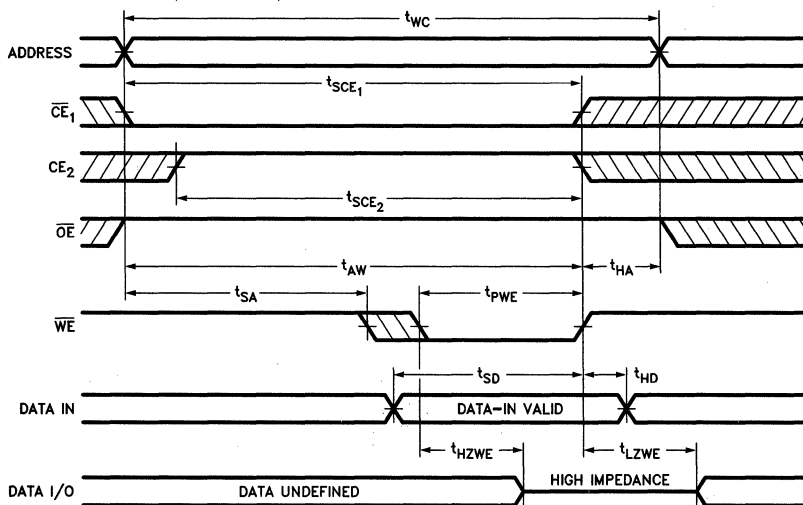 tWC
ADDRESS
tSCE1
CE1
CE2
tSCE2
OE
tAW
tHA
tSA
tPWE
WE
tSD
tHD
DATA IN
DATA-IN VALID
tHZWE
tLZWE
HIGH IMPEDANCE
DATA I/O
DATA UNDEFINED